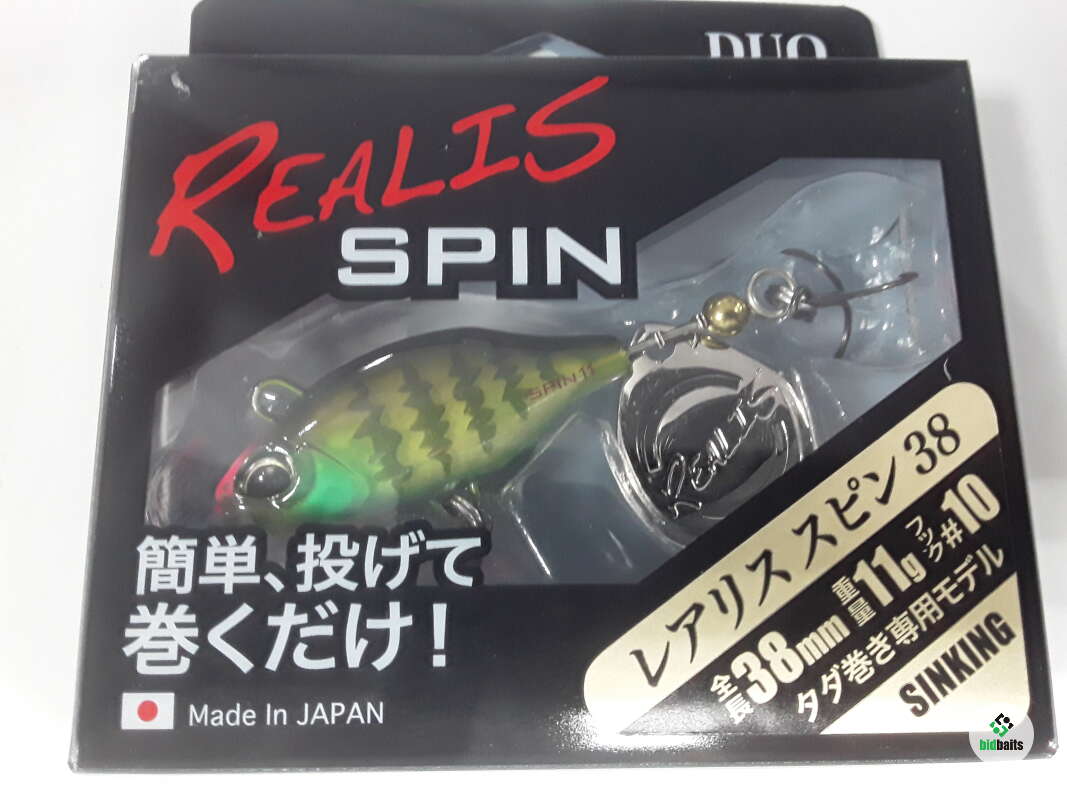 DUO
REALIS
SPIN
SPIN 11
REALIS
簡単、投げて
巻くだけ!
Made In JAPAN
レアリス スピン 38
全長38mm 重量11g フック#10
タダ巻き専用モデル
SINKING
bidbaits